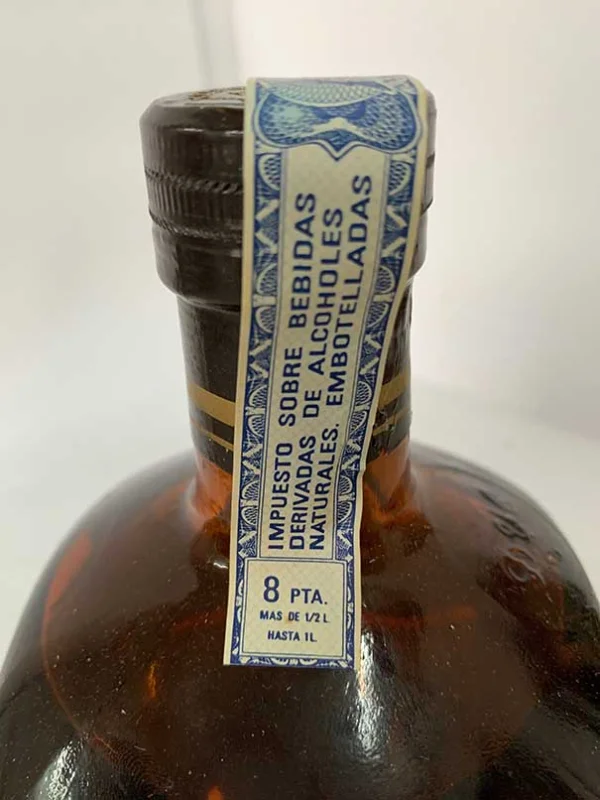 IMPUESTO SOBRE BEBIDAS
DERIVADAS DE ALCOHOLES
NATURALES. EMBOTELLADAS
8 PTA.
MAS DE 1/2 L
HASTA 1L.